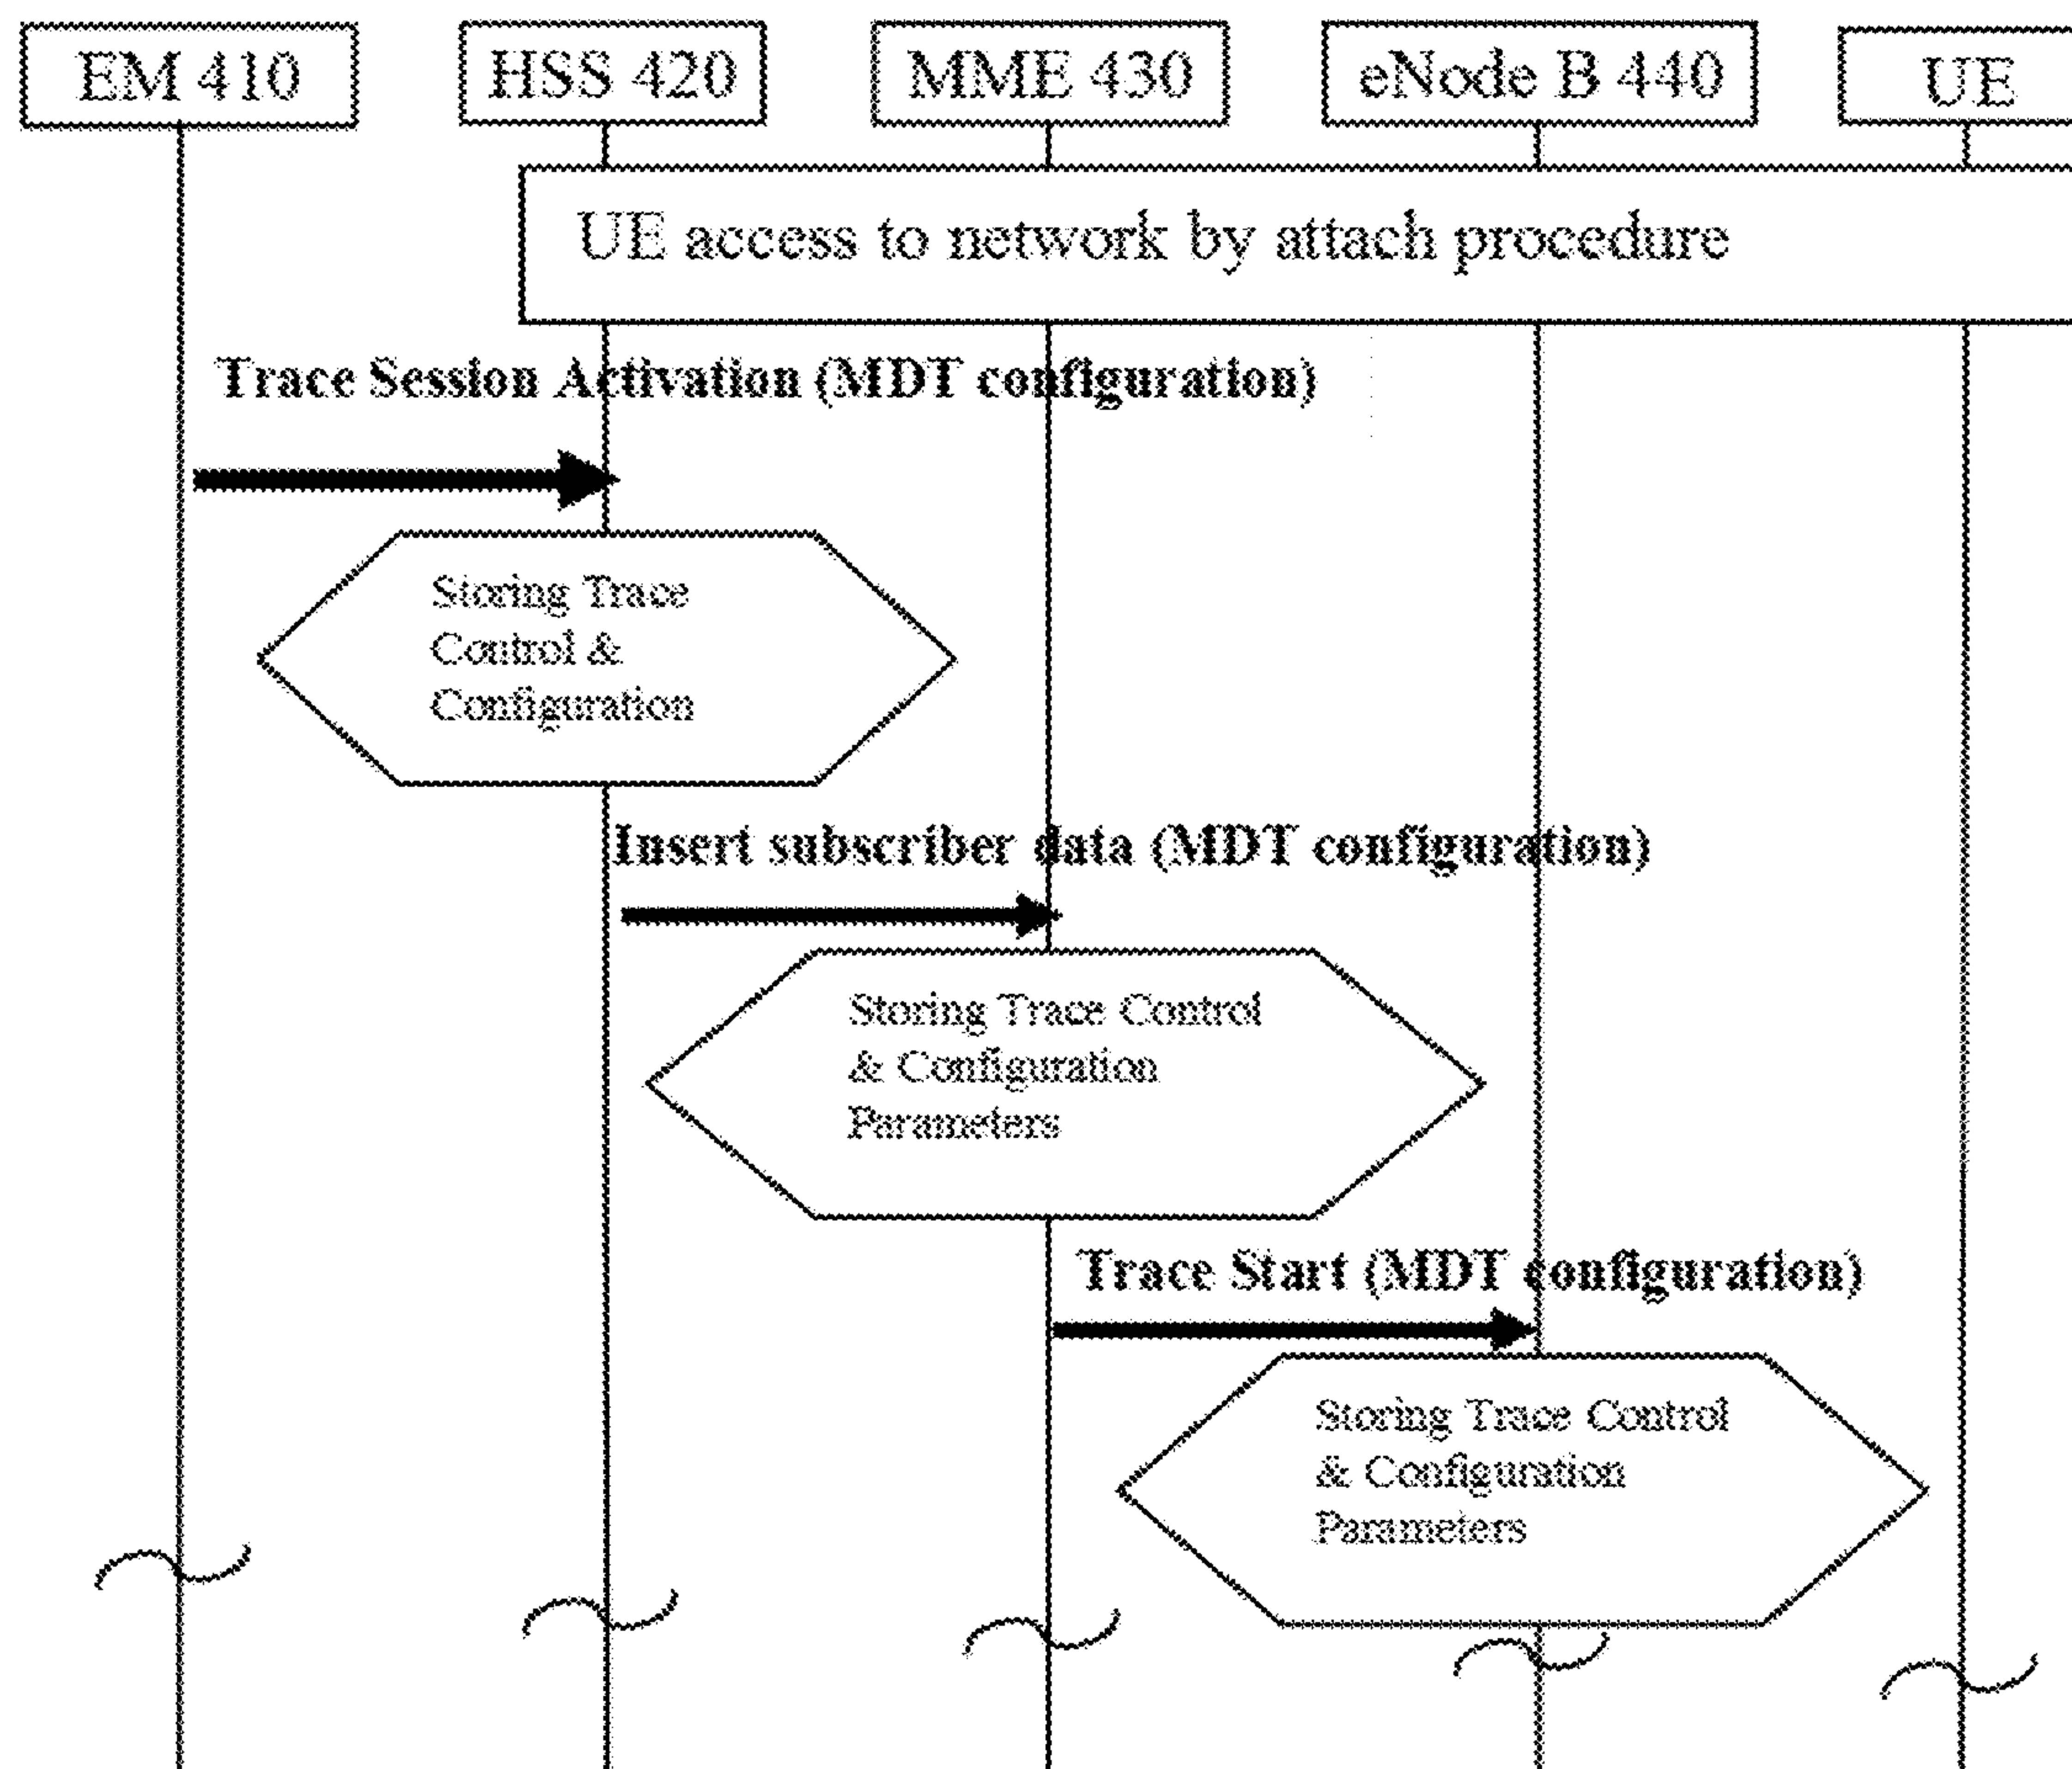 EM 410
HSS 420
MME 430
eNode B 440
UE
UE access to network by attach procedure
Trace Session Activation (MDT configuration)
Storing Trace
Control &
Configuration
Insert subscriber data (MDT configuration)
Storing Trace Control
& Configuration
Parameters
Trace Start (MDT configuration)
Storing Trace Control
& Configuration
Parameters